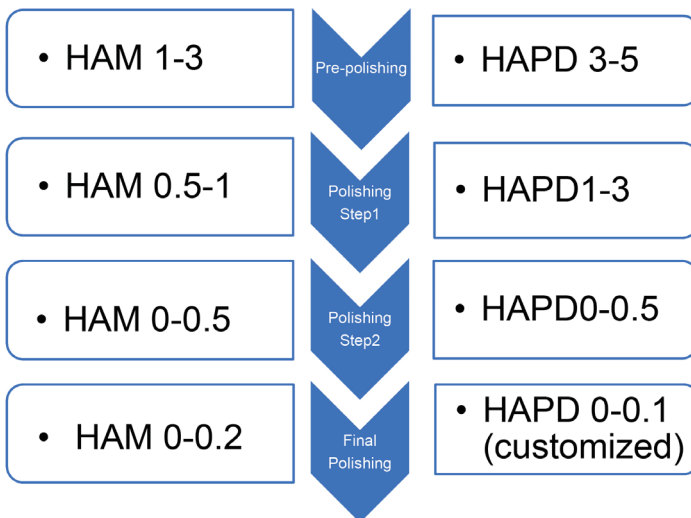 • HAM 1-3
Pre-polishing
• HAPD 3-5
• HAM 0.5-1
Polishing
Step1
• HAPD1-3
• HAM 0-0.5
Polishing
Step2
• HAPD0-0.5
• HAM 0-0.2
Final
Polishing
• HAPD 0-0.1
(customized)